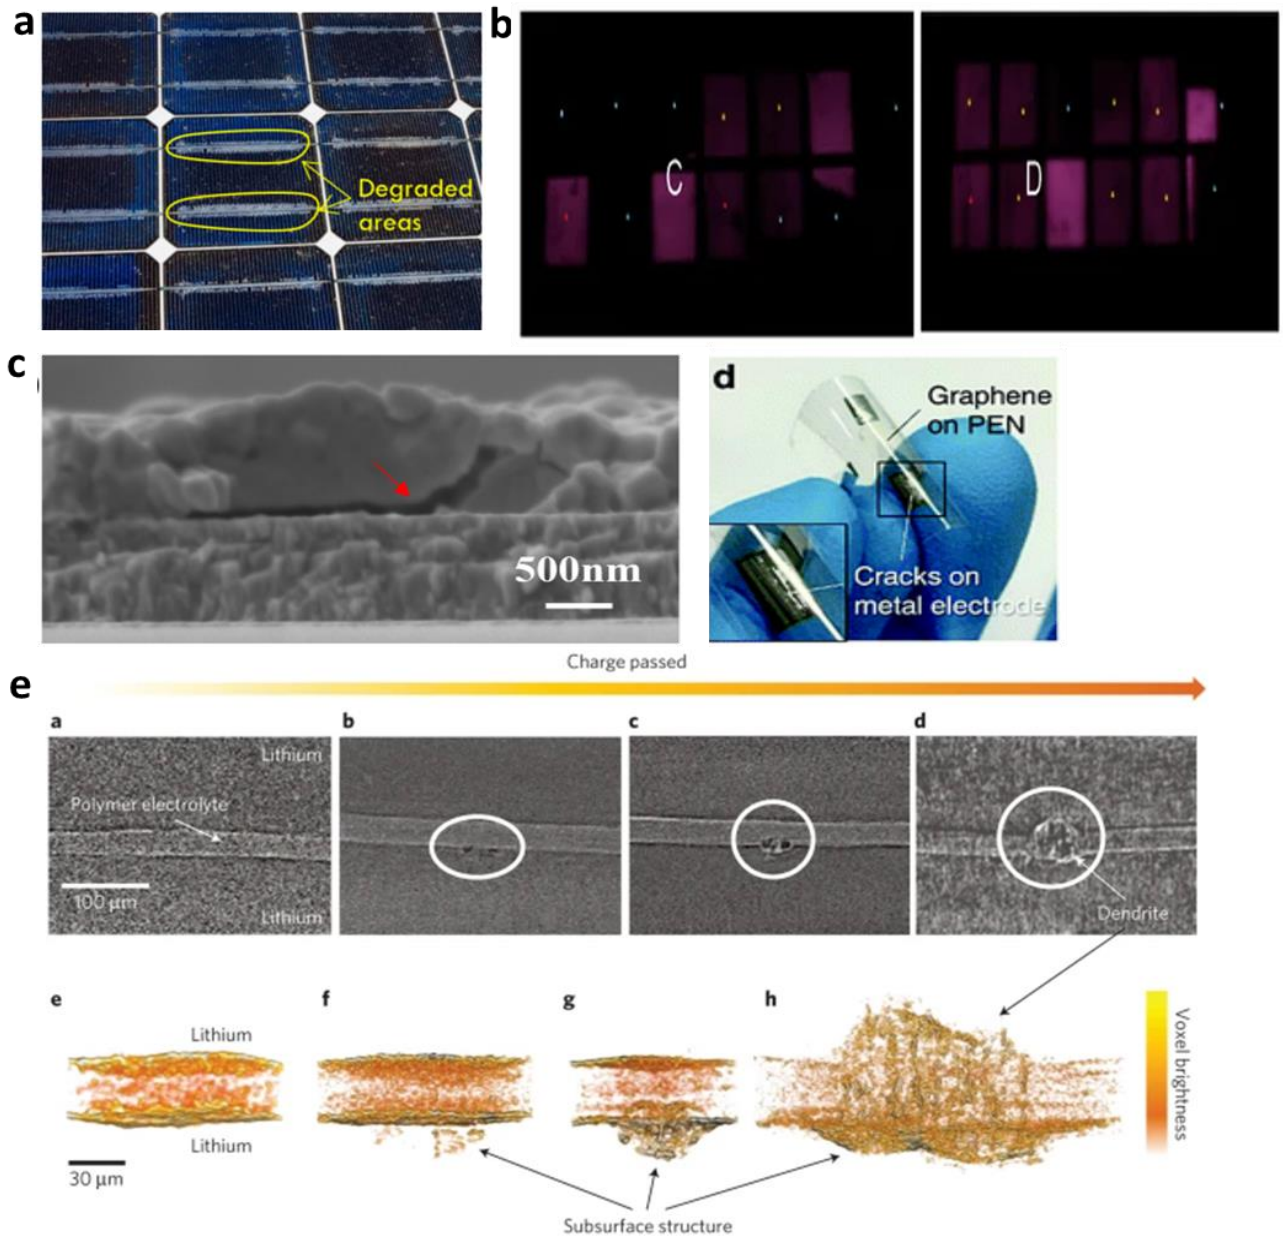 a
Degraded
areas
b
C
D
c
500nm
d
Graphene
on PEN
Cracks on
metal electrode
Charge passed
e
a
b
c
d
Lithium
Polymer electrolyte
100 μm
Lithium
Dendrite
e
f
g
h
Lithium
Lithium
30 μm
Voxel brightness
Subsurface structure